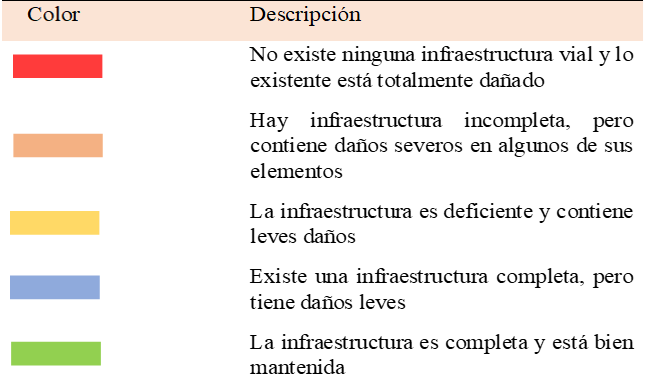 Color Descripción
No existe ninguna infraestructura vial y lo
existente está totalmente dañado
Hay infraestructura incompleta, pero
contiene daños severos en algunos de sus
elementos
La infraestructura es deficiente y contiene
leves daños
Existe una infraestructura completa, pero
tiene daños leves
La infraestructura es completa y está bien
mantenida